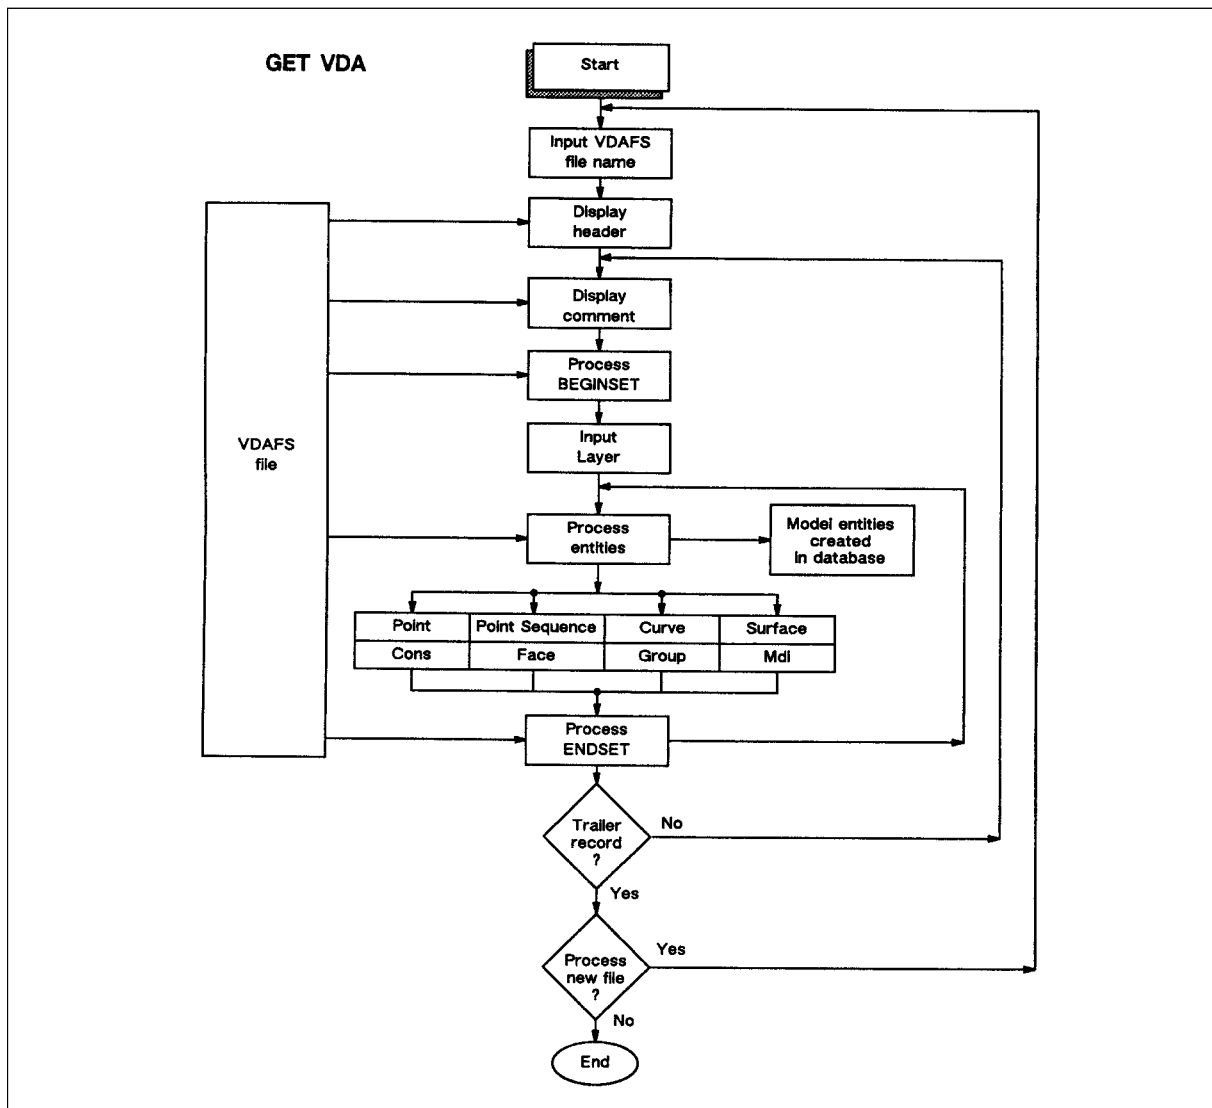 GET VDA
Start
Input VDAFS
file name
Display
header
Display
comment
Process
BEGINSET
Input
Layer
VDAFS
file
Process
entities
Model entities
created
in database
Point
Point Sequence
Curve
Surface
Cons
Face
Group
Mdi
Process
ENDSET
Trailer
record
?
No
Yes
Process
new file
?
Yes
No
End